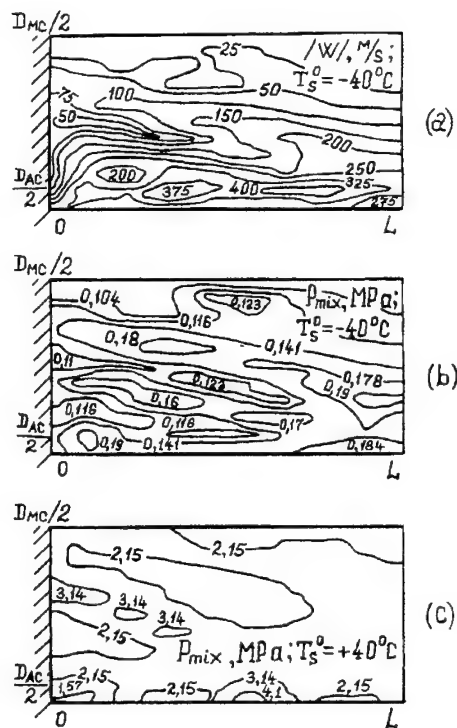 D_MC/2
25
/W/, M/S;
T_S^0 = -40°C
50
75
100
50
150
200
(a)
250
D_AC/2
200
375
400
325
275
0
L
D_MC/2
0,104
0,123
P_mix, MPa;
0,116
T_S^0 = -40°C
0,18
0,141
0,11
0,178
0,19
(b)
0,16
0,116
0,118
0,17
D_AC/2
0,19
0,141
0,184
0
L
D_MC/2
2,15
2,15
3,14
3,14
3,14
(c)
2,15
P_mix, MPa; T_S^0 = +40°C
D_AC/2
2,15
1,57
2,15
3,14
4,1
2,15
0
L